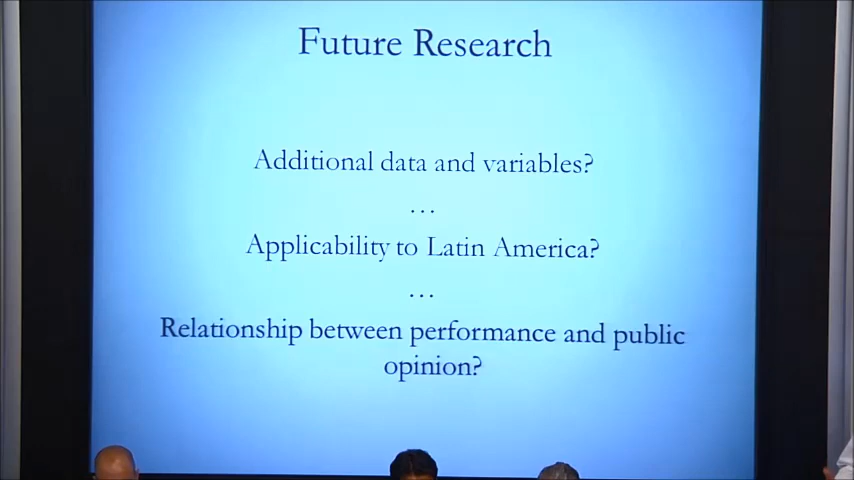 Future Research
Additional data and variables?
...
Applicability to Latin America?
...
Relationship between performance and public
opinion?